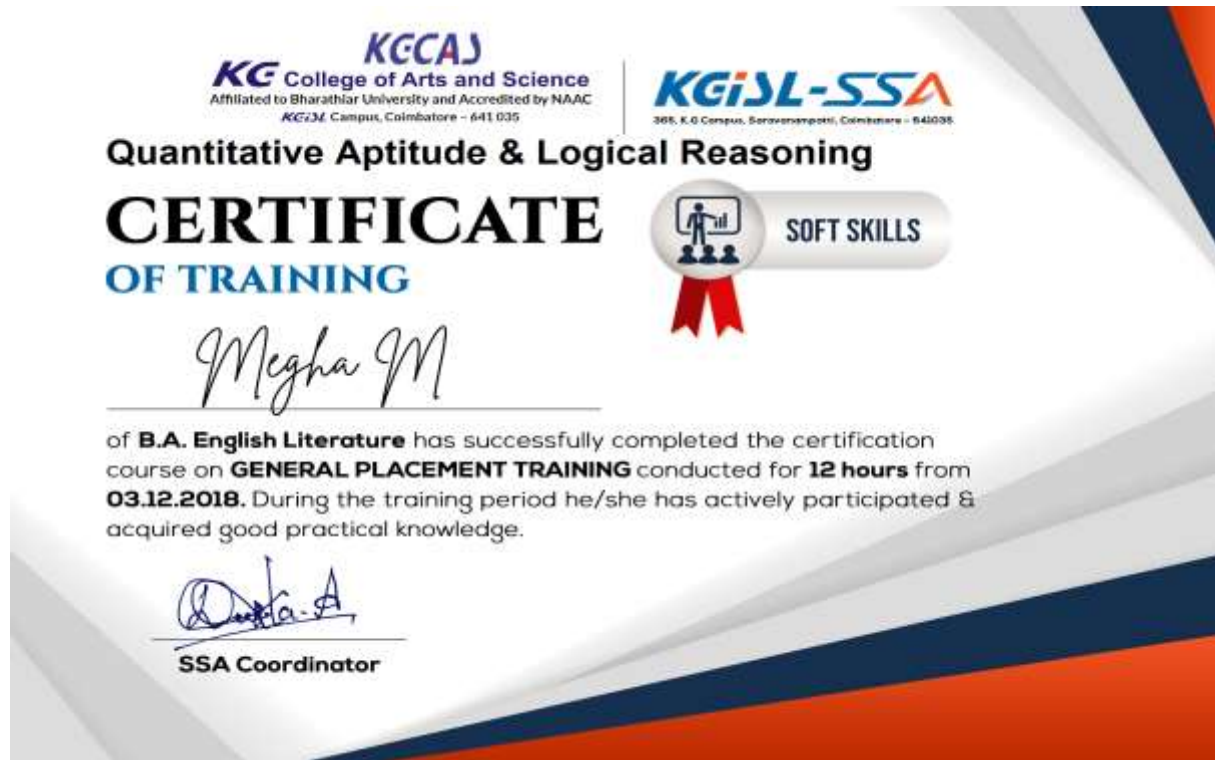 KGCAS
KG College of Arts and Science
Affiliated to Bharathiar University and Accredited by NAAC
KGiSL Campus, Coimbatore – 641 035
KGiSL-SSA
365, K.G Campus, Saravanampatti, Coimbatore – 641035
Quantitative Aptitude & Logical Reasoning
CERTIFICATE
OF TRAINING
SOFT SKILLS
Megha M
of B.A. English Literature has successfully completed the certification
course on GENERAL PLACEMENT TRAINING conducted for 12 hours from
03.12.2018. During the training period he/she has actively participated &
acquired good practical knowledge.
SSA Coordinator